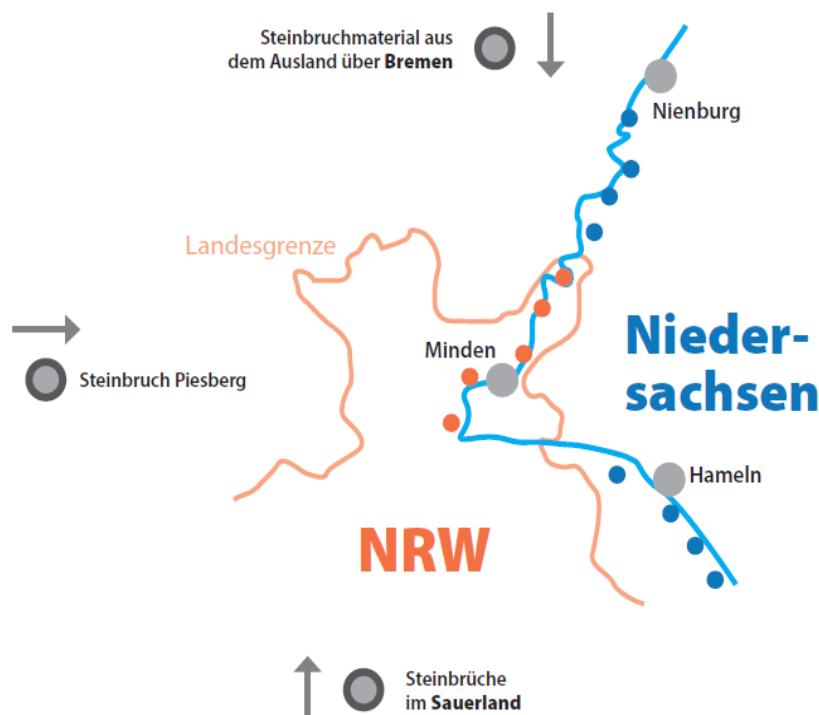 Steinbruchmaterial aus
dem Ausland über Bremen
Nienburg
Landesgrenze
Nieder-
sachsen
Minden
Steinbruch Piesberg
Hameln
NRW
Steinbrüche
im Sauerland